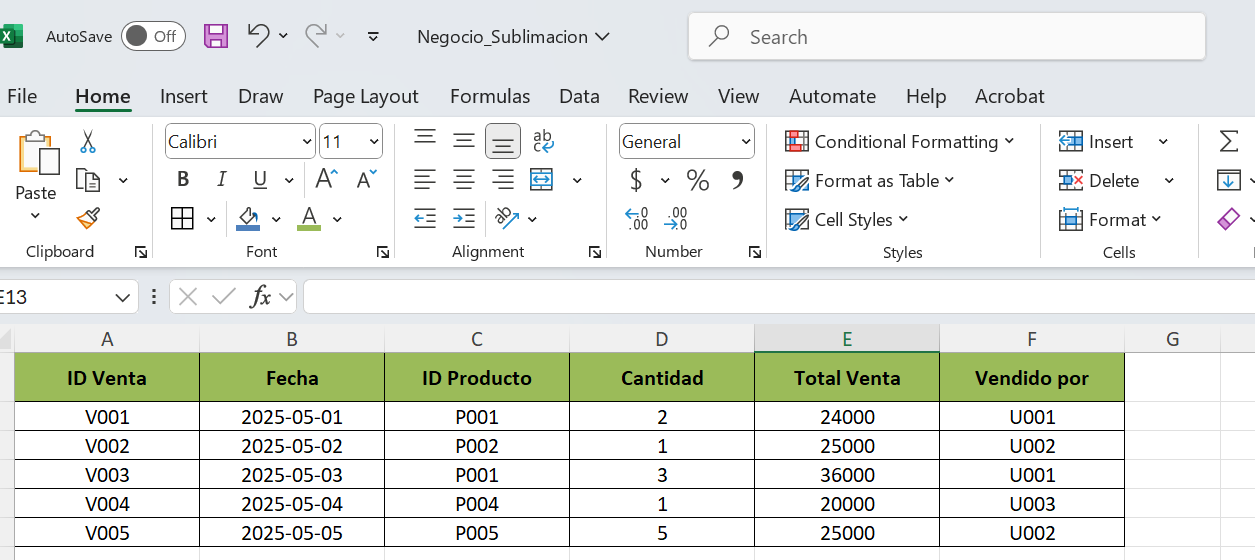 AutoSave Off Negocio_Sublimacion Search
File Home Insert Draw Page Layout Formulas Data Review View Automate Help Acrobat
Calibri 11 ab General Conditional Formatting Insert
Paste B I U A A $ % Format as Table Delete
A Cell Styles Format
Clipboard Font Alignment Number Styles Cells
E13 fx
A B C D E F G
ID Venta Fecha ID Producto Cantidad Total Venta Vendido por
V001 2025-05-01 P001 2 24000 U001
V002 2025-05-02 P002 1 25000 U002
V003 2025-05-03 P001 3 36000 U001
V004 2025-05-04 P004 1 20000 U003
V005 2025-05-05 P005 5 25000 U002